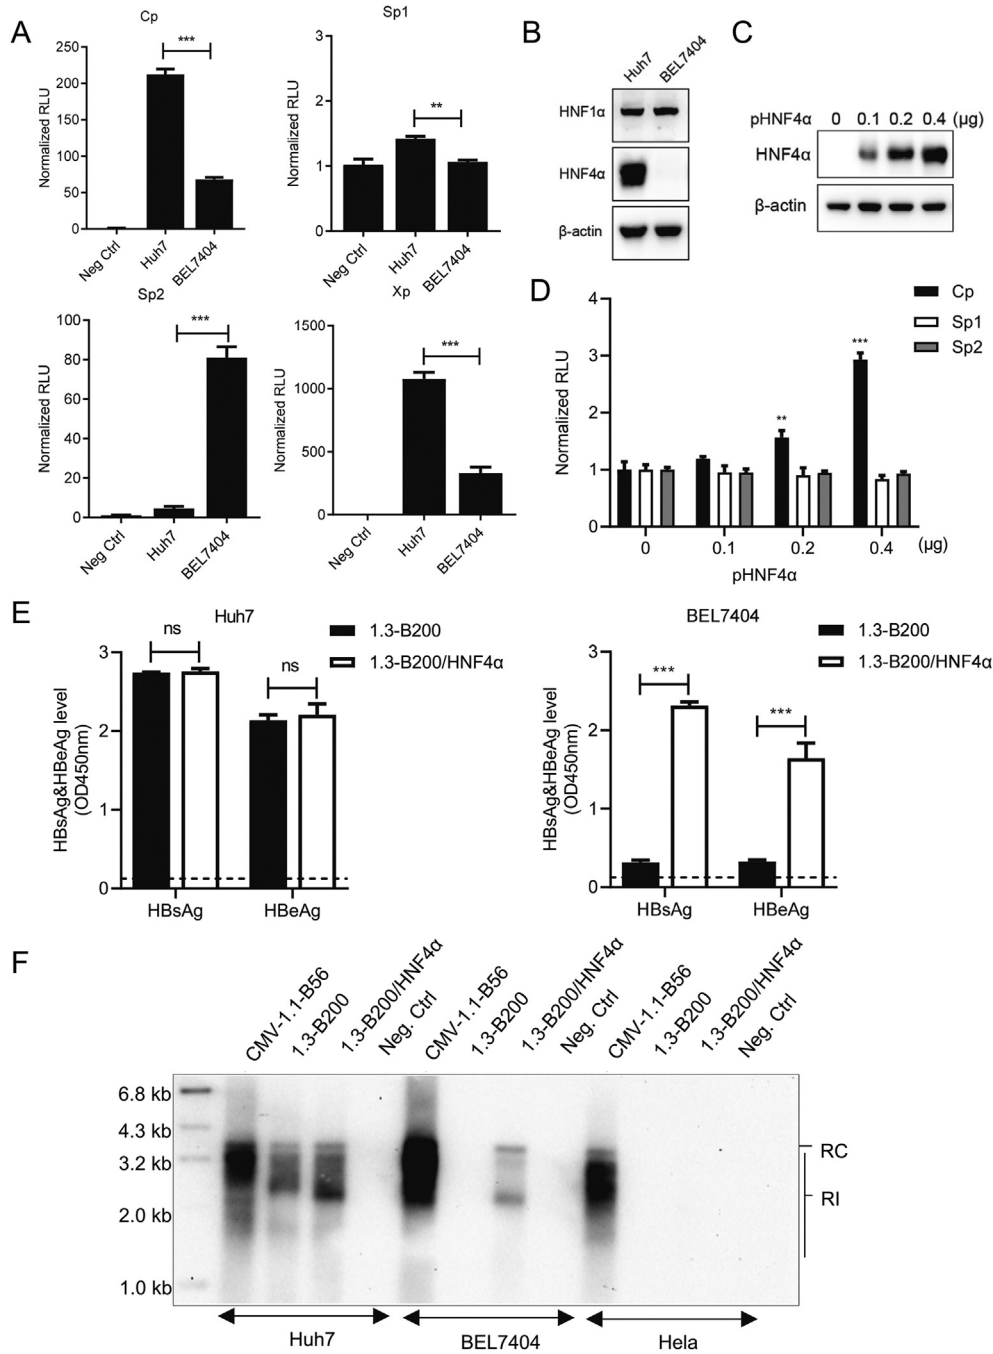 A
Cp
Normalized RLU
250
200
150
100
50
0
***
Neg Ctrl
Huh7
BEL7404
Sp1
Normalized RLU
3
2
1
0
**
Neg Ctrl
Huh7
BEL7404
Sp2
Normalized RLU
100
80
60
40
20
0
***
Neg Ctrl
Huh7
BEL7404
Xp
Normalized RLU
1500
1000
500
0
***
Neg Ctrl
Huh7
BEL7404
B
Huh7
BEL7404
HNF1α
HNF4α
β-actin
C
pHNF4α 0 0.1 0.2 0.4 (μg)
HNF4α
β-actin
D
Normalized RLU
4
3
2
1
0
**
***
Cp
Sp1
Sp2
0 0.1 0.2 0.4 (μg)
pHNF4α
E
Huh7
1.3-B200
1.3-B200/HNF4α
HBsAg&HBeAg level
(OD450nm)
3
2
1
0
ns
ns
HBsAg HBeAg
BEL7404
1.3-B200
1.3-B200/HNF4α
HBsAg&HBeAg level
(OD450nm)
3
2
1
0
***
***
HBsAg HBeAg
F
CMV-1.1-B56
1.3-B200
1.3-B200/HNF4α
Neg. Ctrl
CMV-1.1-B56
1.3-B200
1.3-B200/HNF4α
Neg. Ctrl
CMV-1.1-B56
1.3-B200
1.3-B200/HNF4α
Neg. Ctrl
6.8 kb
4.3 kb
3.2 kb
2.0 kb
1.0 kb
RC
RI
Huh7
BEL7404
Hela